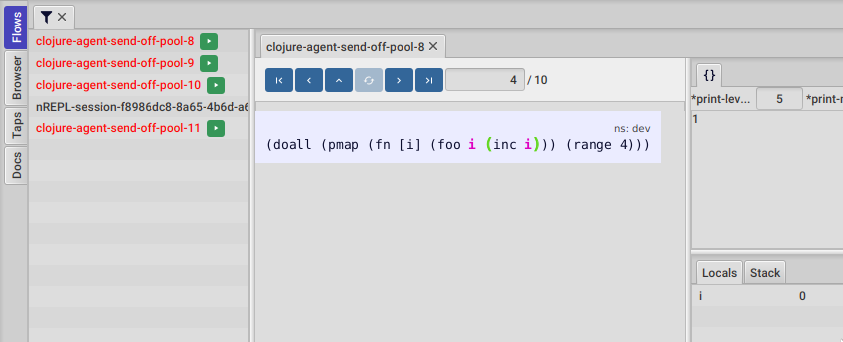 Flows
Browser
Taps
Docs
clojure-agent-send-off-pool-8
clojure-agent-send-off-pool-9
clojure-agent-send-off-pool-10
nREPL-session-f8986dc8-8a65-4b6d-a6
clojure-agent-send-off-pool-11
clojure-agent-send-off-pool-8
4 / 10
ns: dev
(doall (pmap (fn [i] (foo i (inc i))) (range 4)))
{}
*print-lev... 5 *print-n
1
Locals Stack
i 0